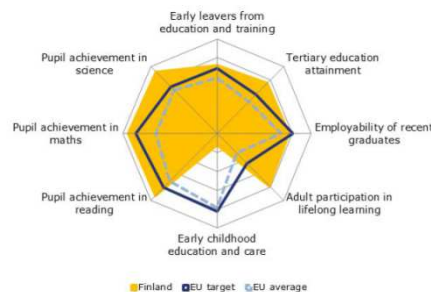 Early leavers from
education and training
Pupil achievement in
science
Tertiary education
attainment
Pupil achievement in
maths
Employability of recent
graduates
Pupil achievement in
reading
Adult participation in
lifelong learning
Early childhood
education and care
Finland EU target EU average